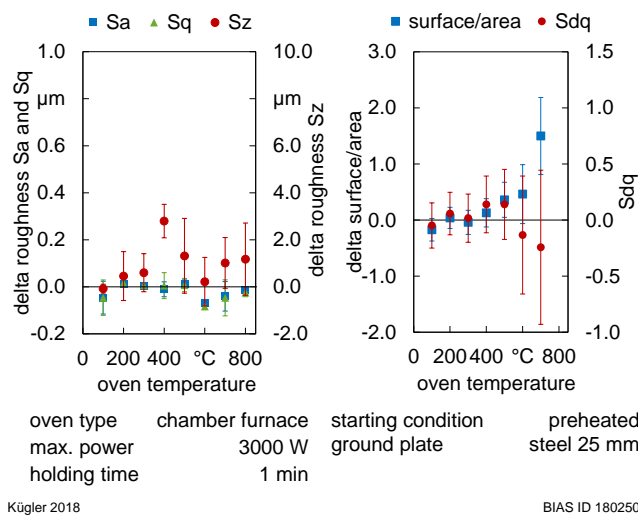 Sa Sq Sz
1.0
µm
0.6
0.4
0.2
0.0
-0.2
delta roughness Sa and Sq
10.0
µm
6.0
4.0
2.0
0.0
-2.0
delta roughness Sz
0 200 400 °C 800
oven temperature
surface/area Sdq
3.0
2.0
1.0
0.0
-1.0
-2.0
delta surface/area
1.5
1.0
0.5
0.0
-0.5
-1.0
Sdq
0 200 400 °C 800
oven temperature
oven type chamber furnace starting condition preheated
max. power 3000 W ground plate steel 25 mm
holding time 1 min
Kügler 2018 BIAS ID 180250